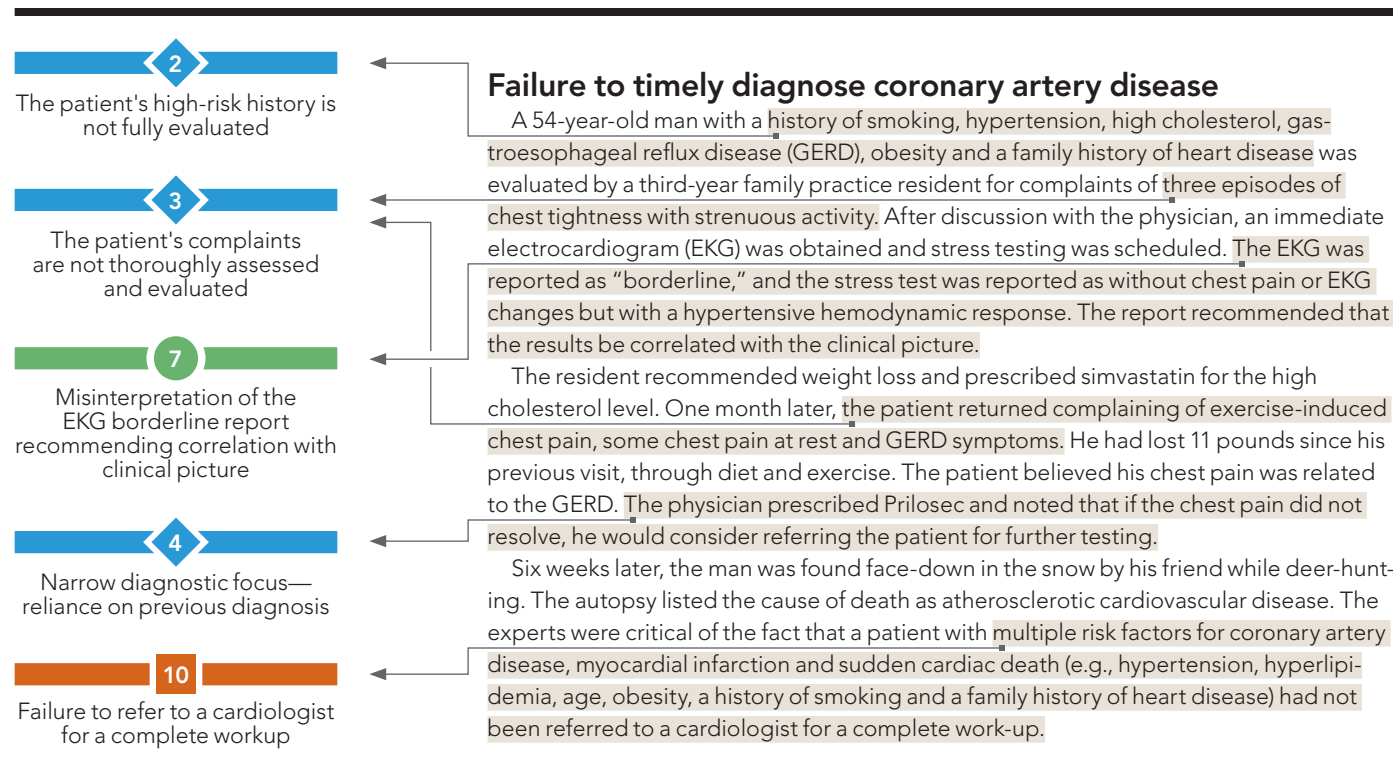 2
The patient's high-risk history is
not fully evaluated
3
The patient's complaints
are not thoroughly assessed
and evaluated
7
Misinterpretation of the
EKG borderline report
recommending correlation with
clinical picture
4
Narrow diagnostic focus—
reliance on previous diagnosis
10
Failure to refer to a cardiologist
for a complete workup
Failure to timely diagnose coronary artery disease
A 54-year-old man with a history of smoking, hypertension, high cholesterol, gas-
troesophageal reflux disease (GERD), obesity and a family history of heart disease was
evaluated by a third-year family practice resident for complaints of three episodes of
chest tightness with strenuous activity. After discussion with the physician, an immediate
electrocardiogram (EKG) was obtained and stress testing was scheduled. The EKG was
reported as “borderline,” and the stress test was reported as without chest pain or EKG
changes but with a hypertensive hemodynamic response. The report recommended that
the results be correlated with the clinical picture.
The resident recommended weight loss and prescribed simvastatin for the high
cholesterol level. One month later, the patient returned complaining of exercise-induced
chest pain, some chest pain at rest and GERD symptoms. He had lost 11 pounds since his
previous visit, through diet and exercise. The patient believed his chest pain was related
to the GERD. The physician prescribed Prilosec and noted that if the chest pain did not
resolve, he would consider referring the patient for further testing.
Six weeks later, the man was found face-down in the snow by his friend while deer-hunt-
ing. The autopsy listed the cause of death as atherosclerotic cardiovascular disease. The
experts were critical of the fact that a patient with multiple risk factors for coronary artery
disease, myocardial infarction and sudden cardiac death (e.g., hypertension, hyperlipi-
demia, age, obesity, a history of smoking and a family history of heart disease) had not
been referred to a cardiologist for a complete work-up.